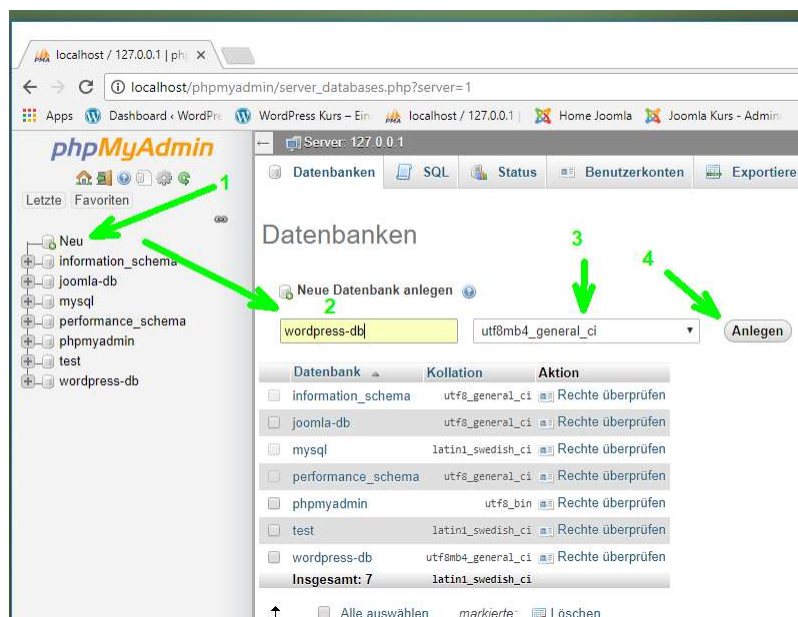 localhost / 127.0.0.1 | ph
localhost/phpmyadmin/server_databases.php?server=1
Apps Dashboard ‹ WordPre WordPress Kurs – Ein localhost / 127.0.0.1 Home Joomla Joomla Kurs - Admin
phpMyAdmin
Server: 127.0.0.1
Datenbanken SQL Status Benutzerkonten Exportiere
1
Letzte Favoriten
Neu
information_schema
joomla-db
mysql
performance_schema
phpmyadmin
test
wordpress-db
Datenbanken
3
4
Neue Datenbank anlegen
2
wordpress-db utf8mb4_general_ci Anlegen
Datenbank Kollation Aktion
information_schema utf8_general_ci Rechte überprüfen
joomla-db utf8_general_ci Rechte überprüfen
mysql latin1_swedish_ci Rechte überprüfen
performance_schema utf8_general_ci Rechte überprüfen
phpmyadmin utf8_bin Rechte überprüfen
test latin1_swedish_ci Rechte überprüfen
wordpress-db utf8mb4_general_ci Rechte überprüfen
Insgesamt: 7 latin1_swedish_ci
Alle auswählen markierte: Löschen